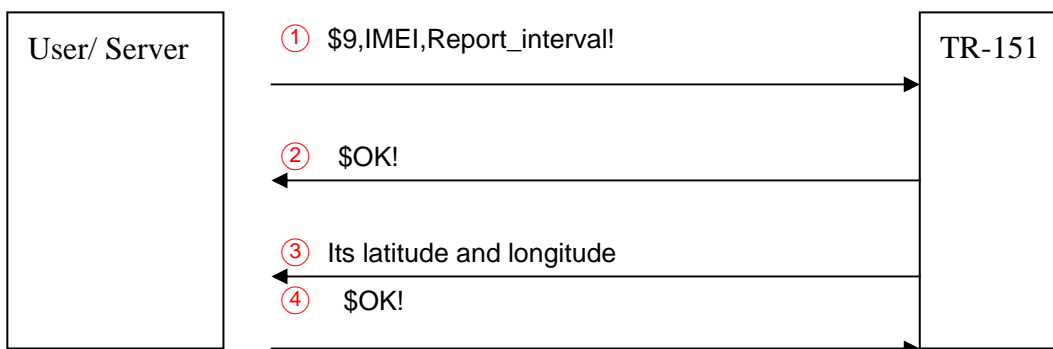 User/ Server
① $9,IMEI,Report_interval!
TR-151
② $OK!
③ Its latitude and longitude
④ $OK!